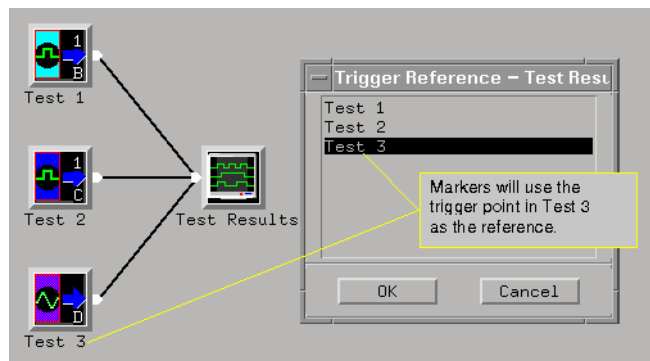 1
B
Test 1
1
C
Test 2
D
Test 3
Test Results
Trigger Reference – Test Resu
Test 1
Test 2
Test 3
Markers will use the
trigger point in Test 3
as the reference.
OK
Cancel